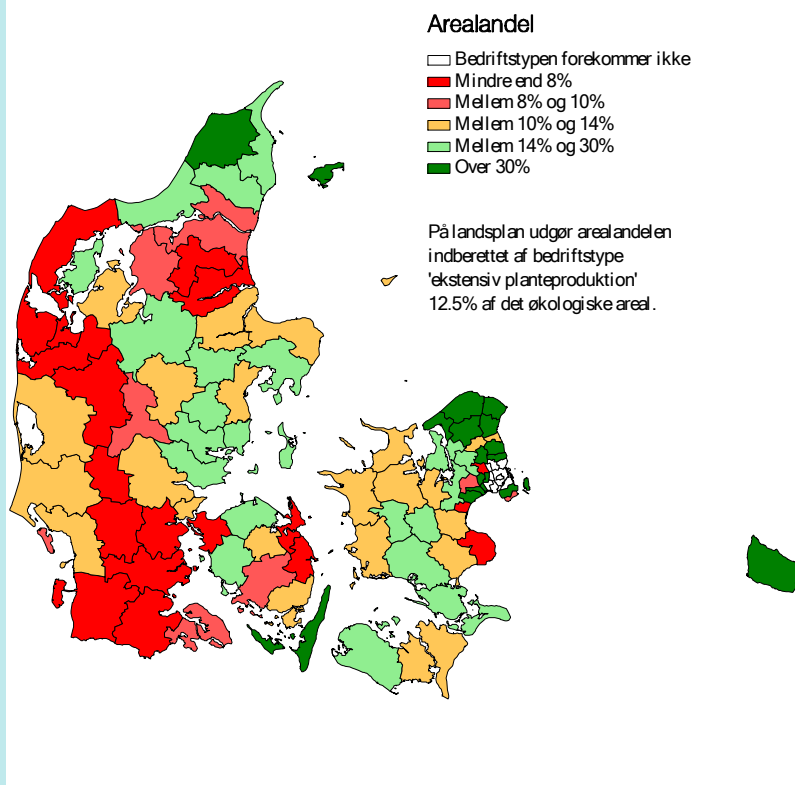 Arealandel
Bedriftstypen forekommer ikke
Mindre end 8%
Mellem 8% og 10%
Mellem 10% og 14%
Mellem 14% og 30%
Over 30%
På landsplan udgør arealandelen
indberettet af bedriftstype
'ekstensiv planteproduktion'
12.5% af det økologiske areal.